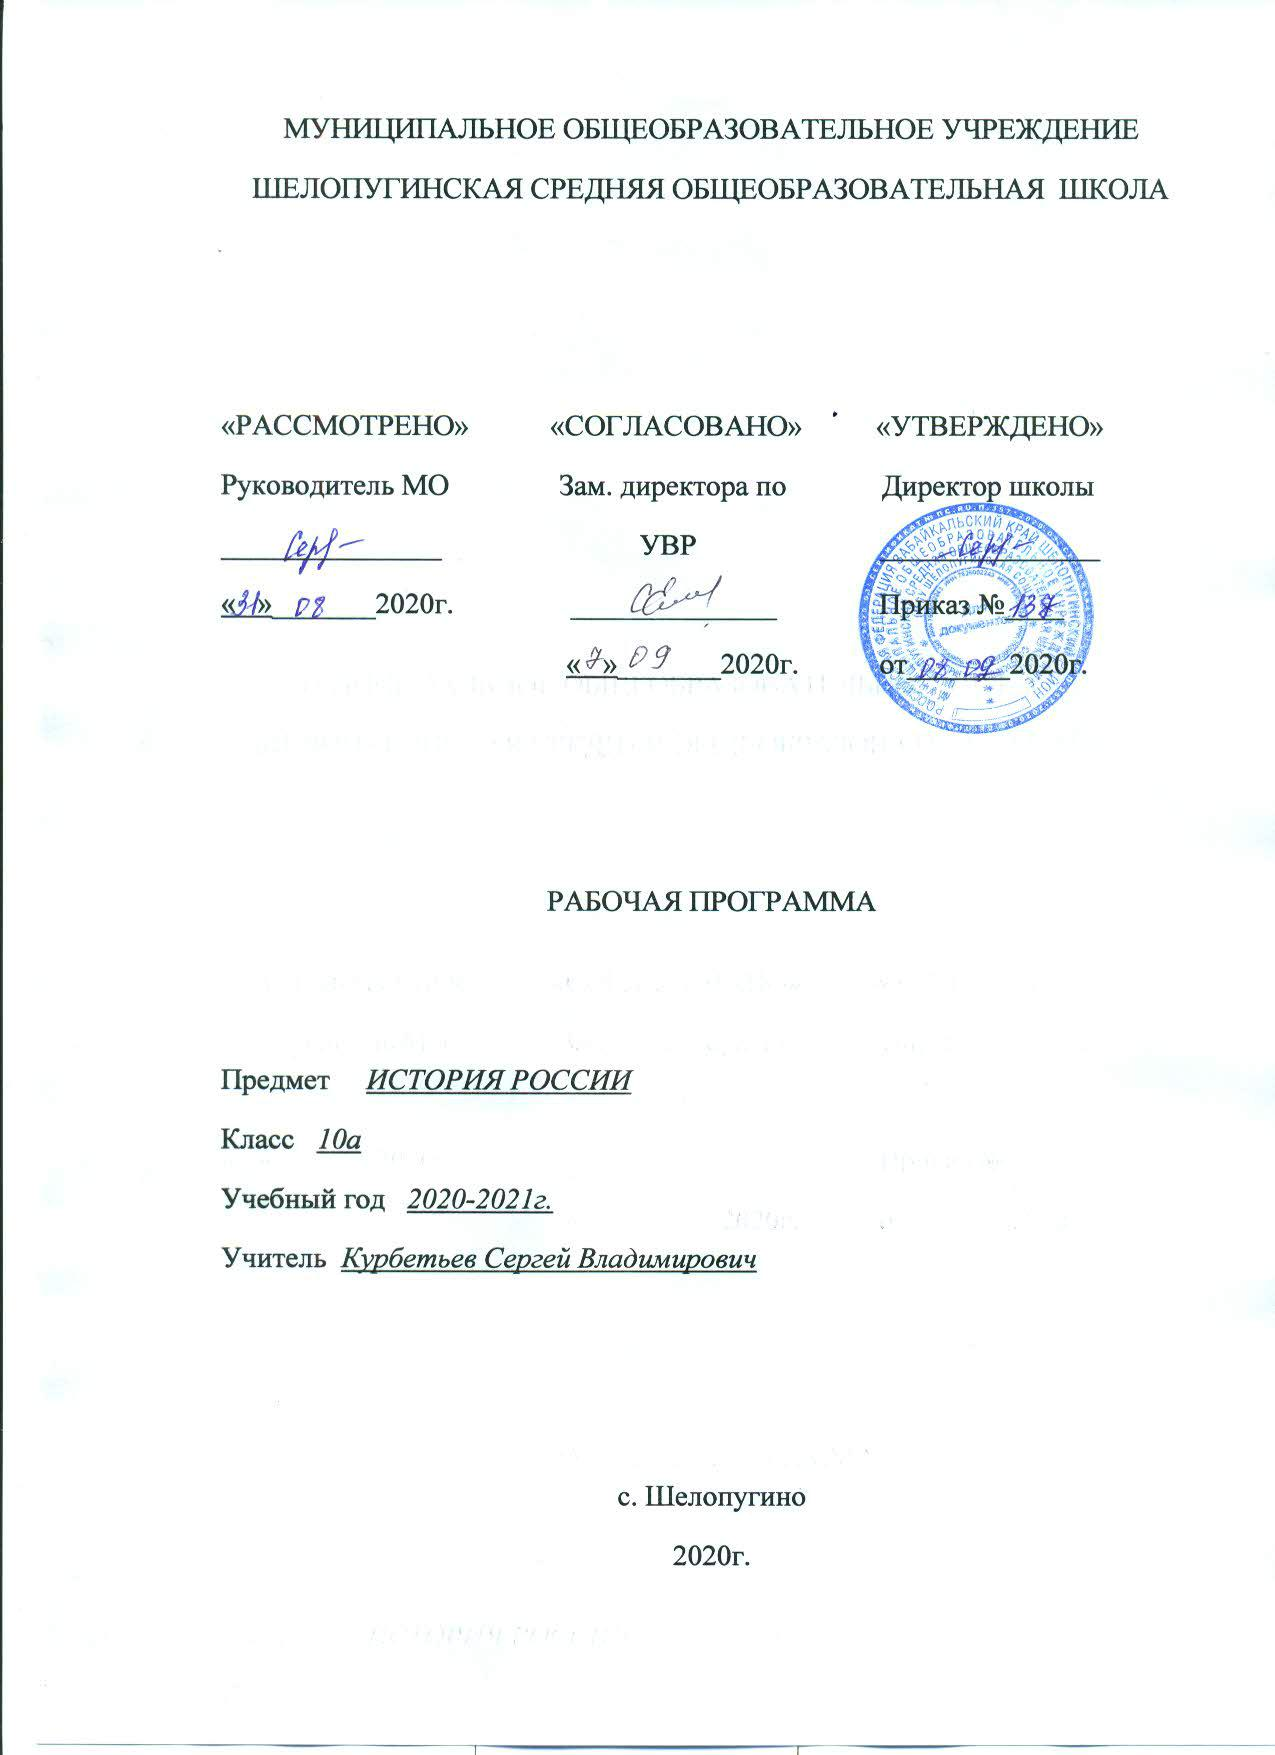 МУНИЦИПАЛЬНОЕ ОБЩЕОБРАЗОВАТЕЛЬНОЕ УЧРЕЖДЕНИЕ
ШЕЛОПУГИНСКАЯ СРЕДНЯЯ ОБЩЕОБРАЗОВАТЕЛЬНАЯ ШКОЛА
«РАССМОТРЕНО» «СОГЛАСОВАНО» «УТВЕРЖДЕНО»
Руководитель МО Зам. директора по Директор школы
УВР
«31» 08 2020г. Приказ № 137
«7» 09 2020г. от 08 09 2020г.
РАБОЧАЯ ПРОГРАММА
Предмет ИСТОРИЯ РОССИИ
Класс 10а
Учебный год 2020-2021г.
Учитель Курбетьев Сергей Владимирович
с. Шелопугино
2020г.